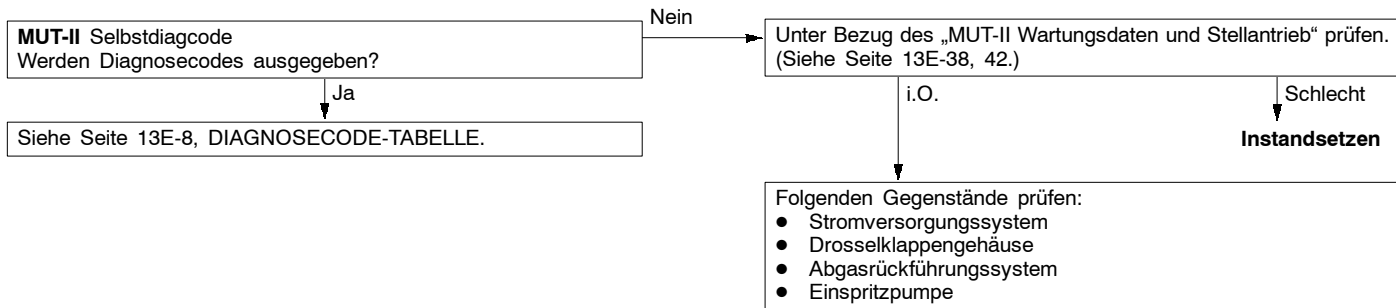 MUT-II Selbstdiagcode
Werden Diagnosecodes ausgegeben?
Nein
Unter Bezug des „MUT-II Wartungsdaten und Stellantrieb“ prüfen.
(Siehe Seite 13E-38, 42.)
Ja
i.O.
Schlecht
Siehe Seite 13E-8, DIAGNOSECODE-TABELLE.
Instandsetzen
Folgenden Gegenstände prüfen:
● Stromversorgungssystem
● Drosselklappengehäuse
● Abgasrückführungssystem
● Einspritzpumpe